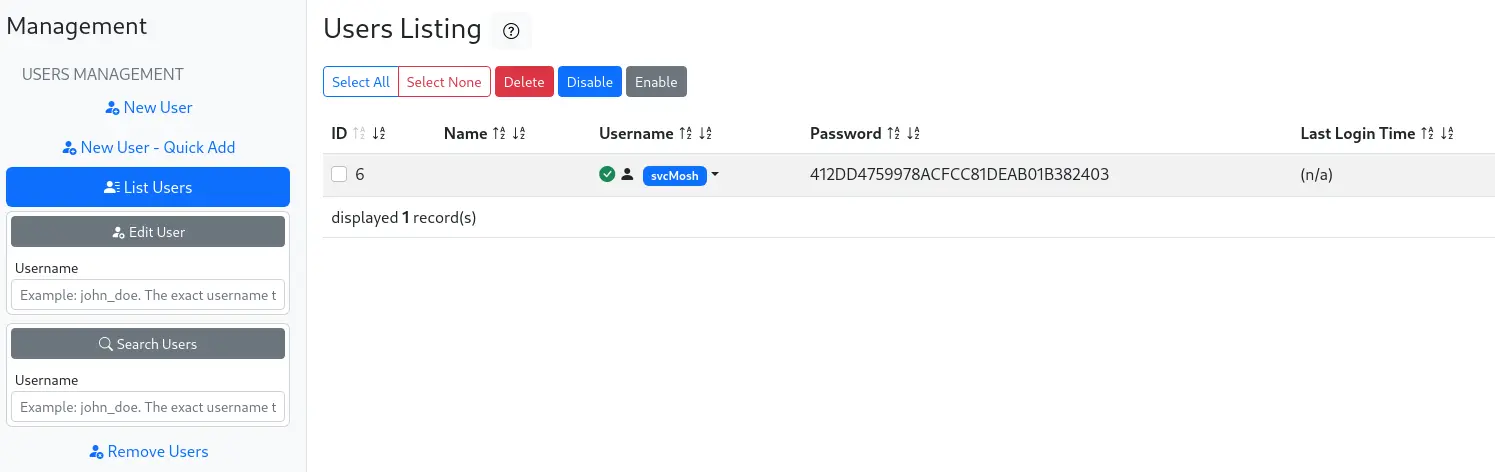 Management
USERS MANAGEMENT
New User
New User - Quick Add
List Users
Edit User
Username
Example: john_doe. The exact username t
Search Users
Username
Example: john_doe. The exact username t
Remove Users
Users Listing
Select All Select None Delete Disable Enable
ID Name Username Password Last Login Time
6 svcMosh 412DD4759978ACFCC81DEAB01B382403 (n/a)
displayed 1 record(s)